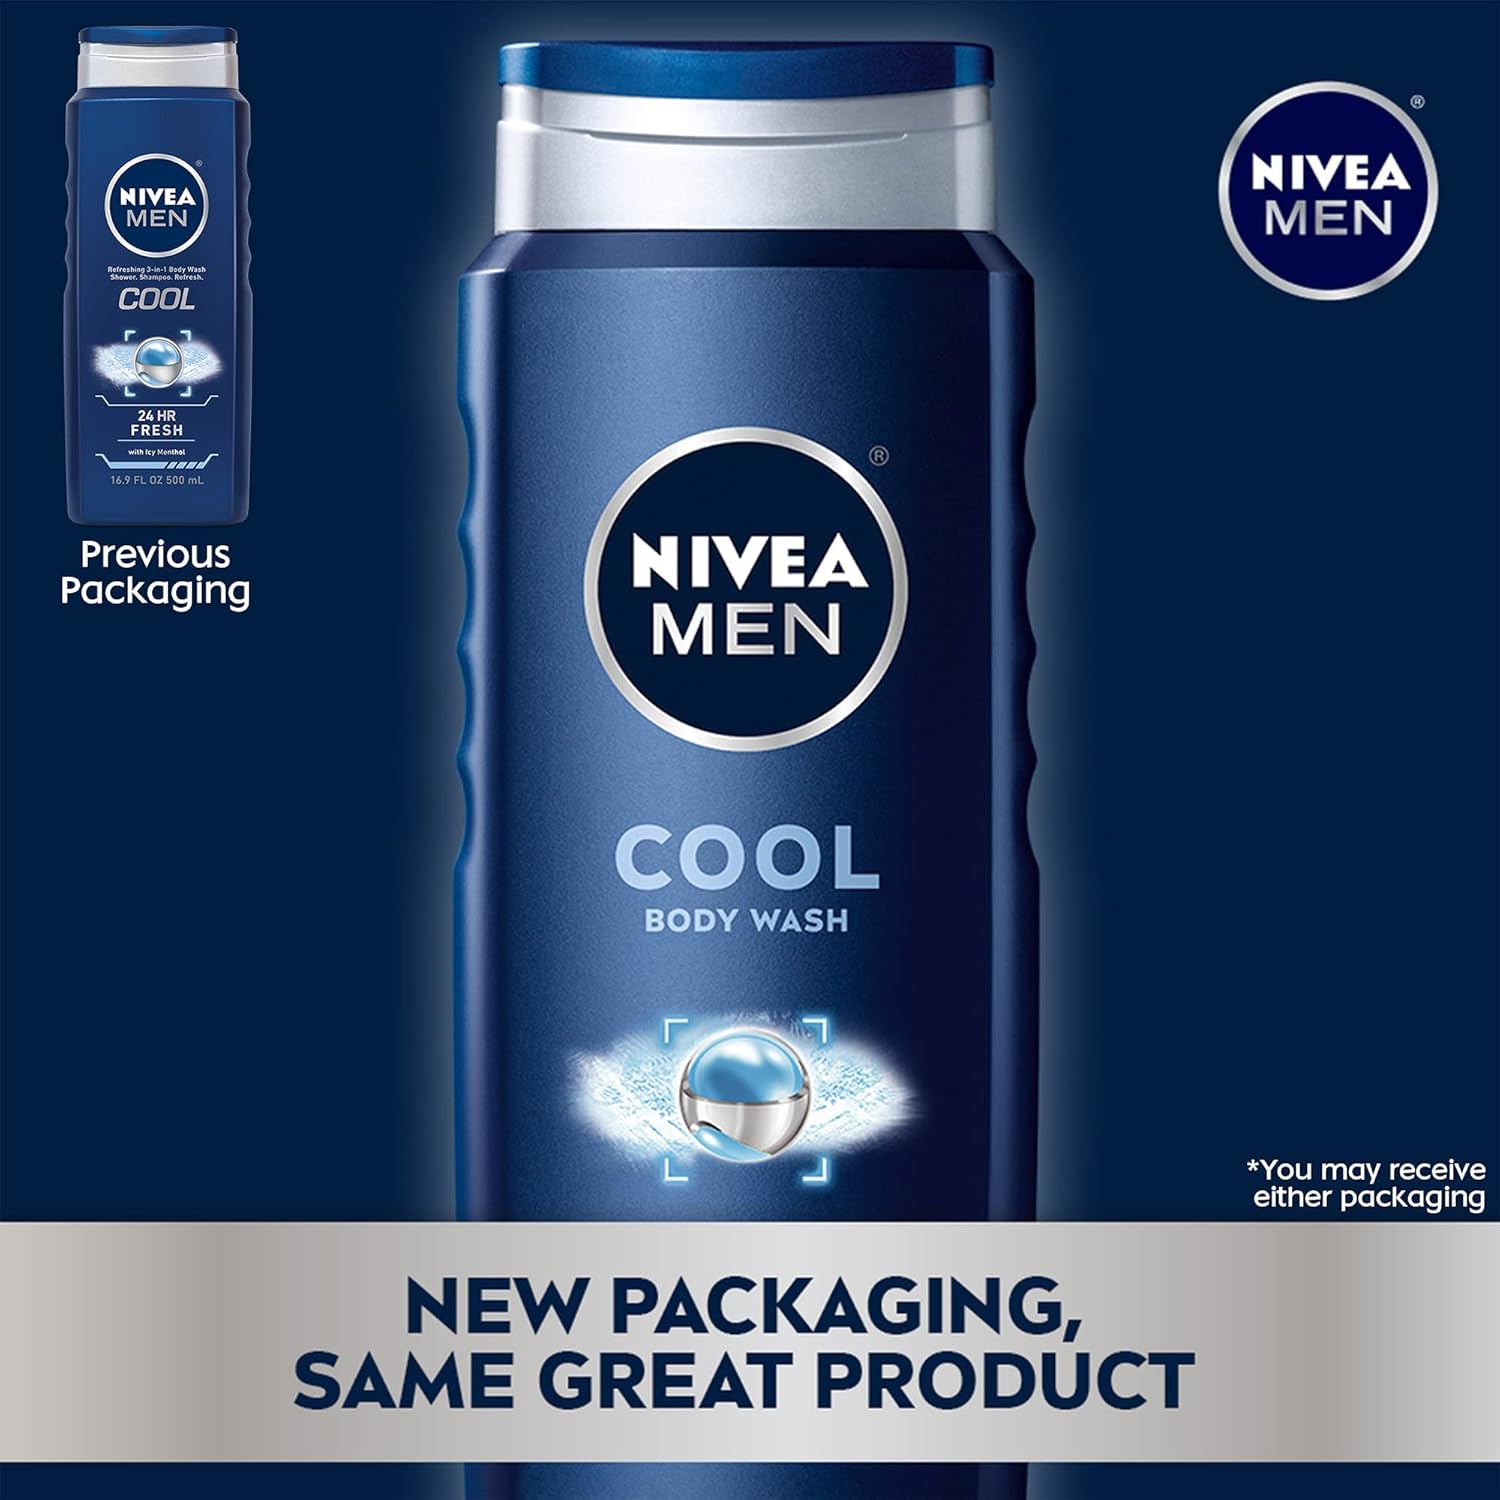 NIVEA
MEN
®
Refreshing 3-in-1 Body Wash
Shower. Shampoo. Refresh.
COOL
24 HR
FRESH
with Icy Menthol
16.9 FL OZ 500 mL
Previous
Packaging
NIVEA
MEN
®
COOL
BODY WASH
NIVEA
MEN
®
*You may receive
either packaging
NEW PACKAGING,
SAME GREAT PRODUCT